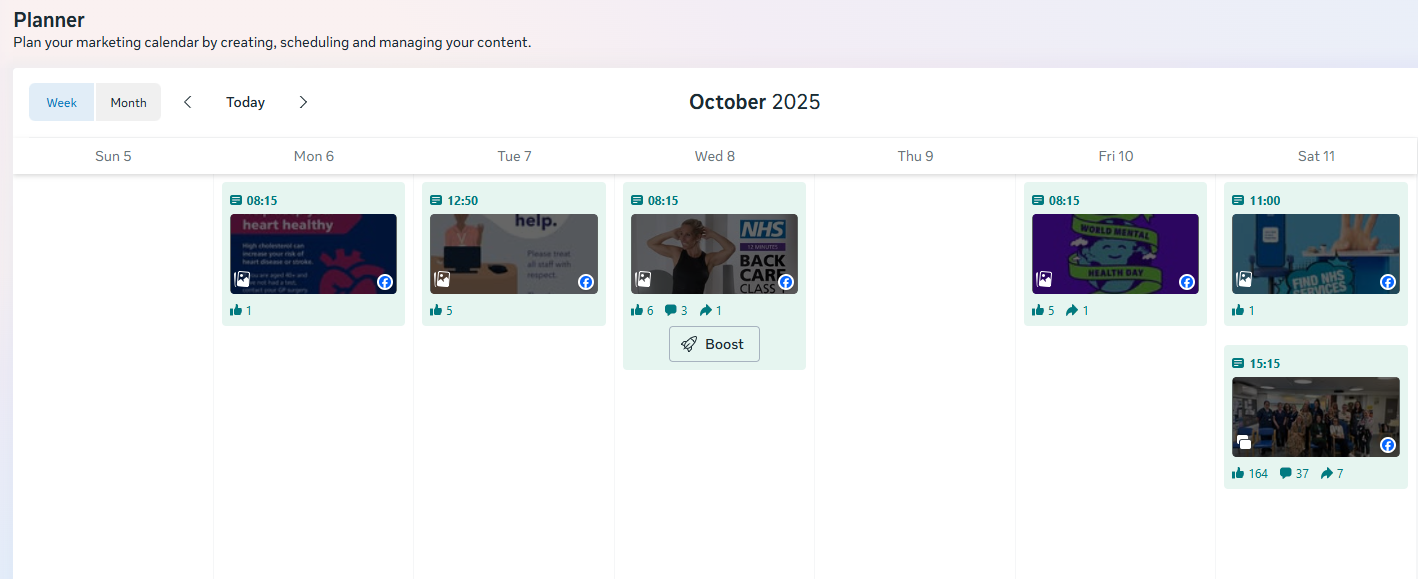 Planner
Plan your marketing calendar by creating, scheduling and managing your content.
Week
Month
Today
October 2025
Sun 5
Mon 6
Tue 7
Wed 8
Thu 9
Fri 10
Sat 11
08:15
heart healthy
High cholesterol can
increase your risk of
heart disease or stroke.
you are aged 40+ and
have not had a test,
contact your GP surgery
1
12:50
help.
Please treat
all staff with
respect.
5
08:15
NHS
12 MINUTES
BACK
CARE
CLASS
6
3
1
Boost
08:15
WORLD MENTAL
HEALTH DAY
5
1
11:00
FIND NHS
SERVICES
1
15:15
164
37
7